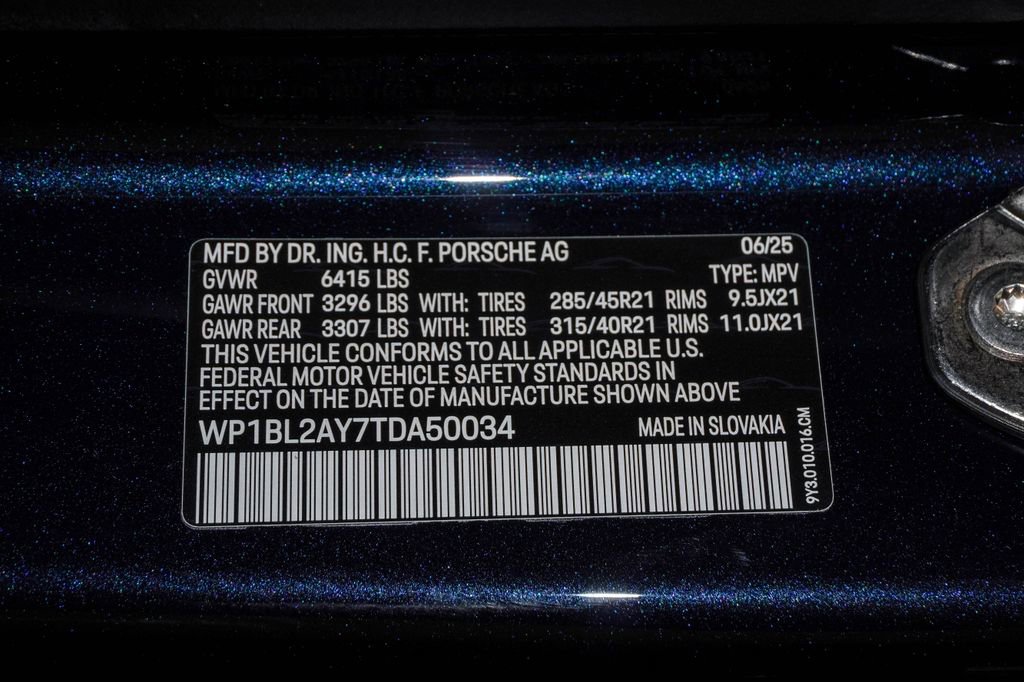 MFD BY DR. ING. H.C. F. PORSCHE AG 06/25
GVWR 6415 LBS TYPE: MPV
GAWR FRONT 3296 LBS WITH: TIRES 285/45R21 RIMS 9.5JX21
GAWR REAR 3307 LBS WITH: TIRES 315/40R21 RIMS 11.0JX21
THIS VEHICLE CONFORMS TO ALL APPLICABLE U.S.
FEDERAL MOTOR VEHICLE SAFETY STANDARDS IN
EFFECT ON THE DATE OF MANUFACTURE SHOWN ABOVE
WP1BL2AY7TDA50034 MADE IN SLOVAKIA
9Y3.010.016.CM